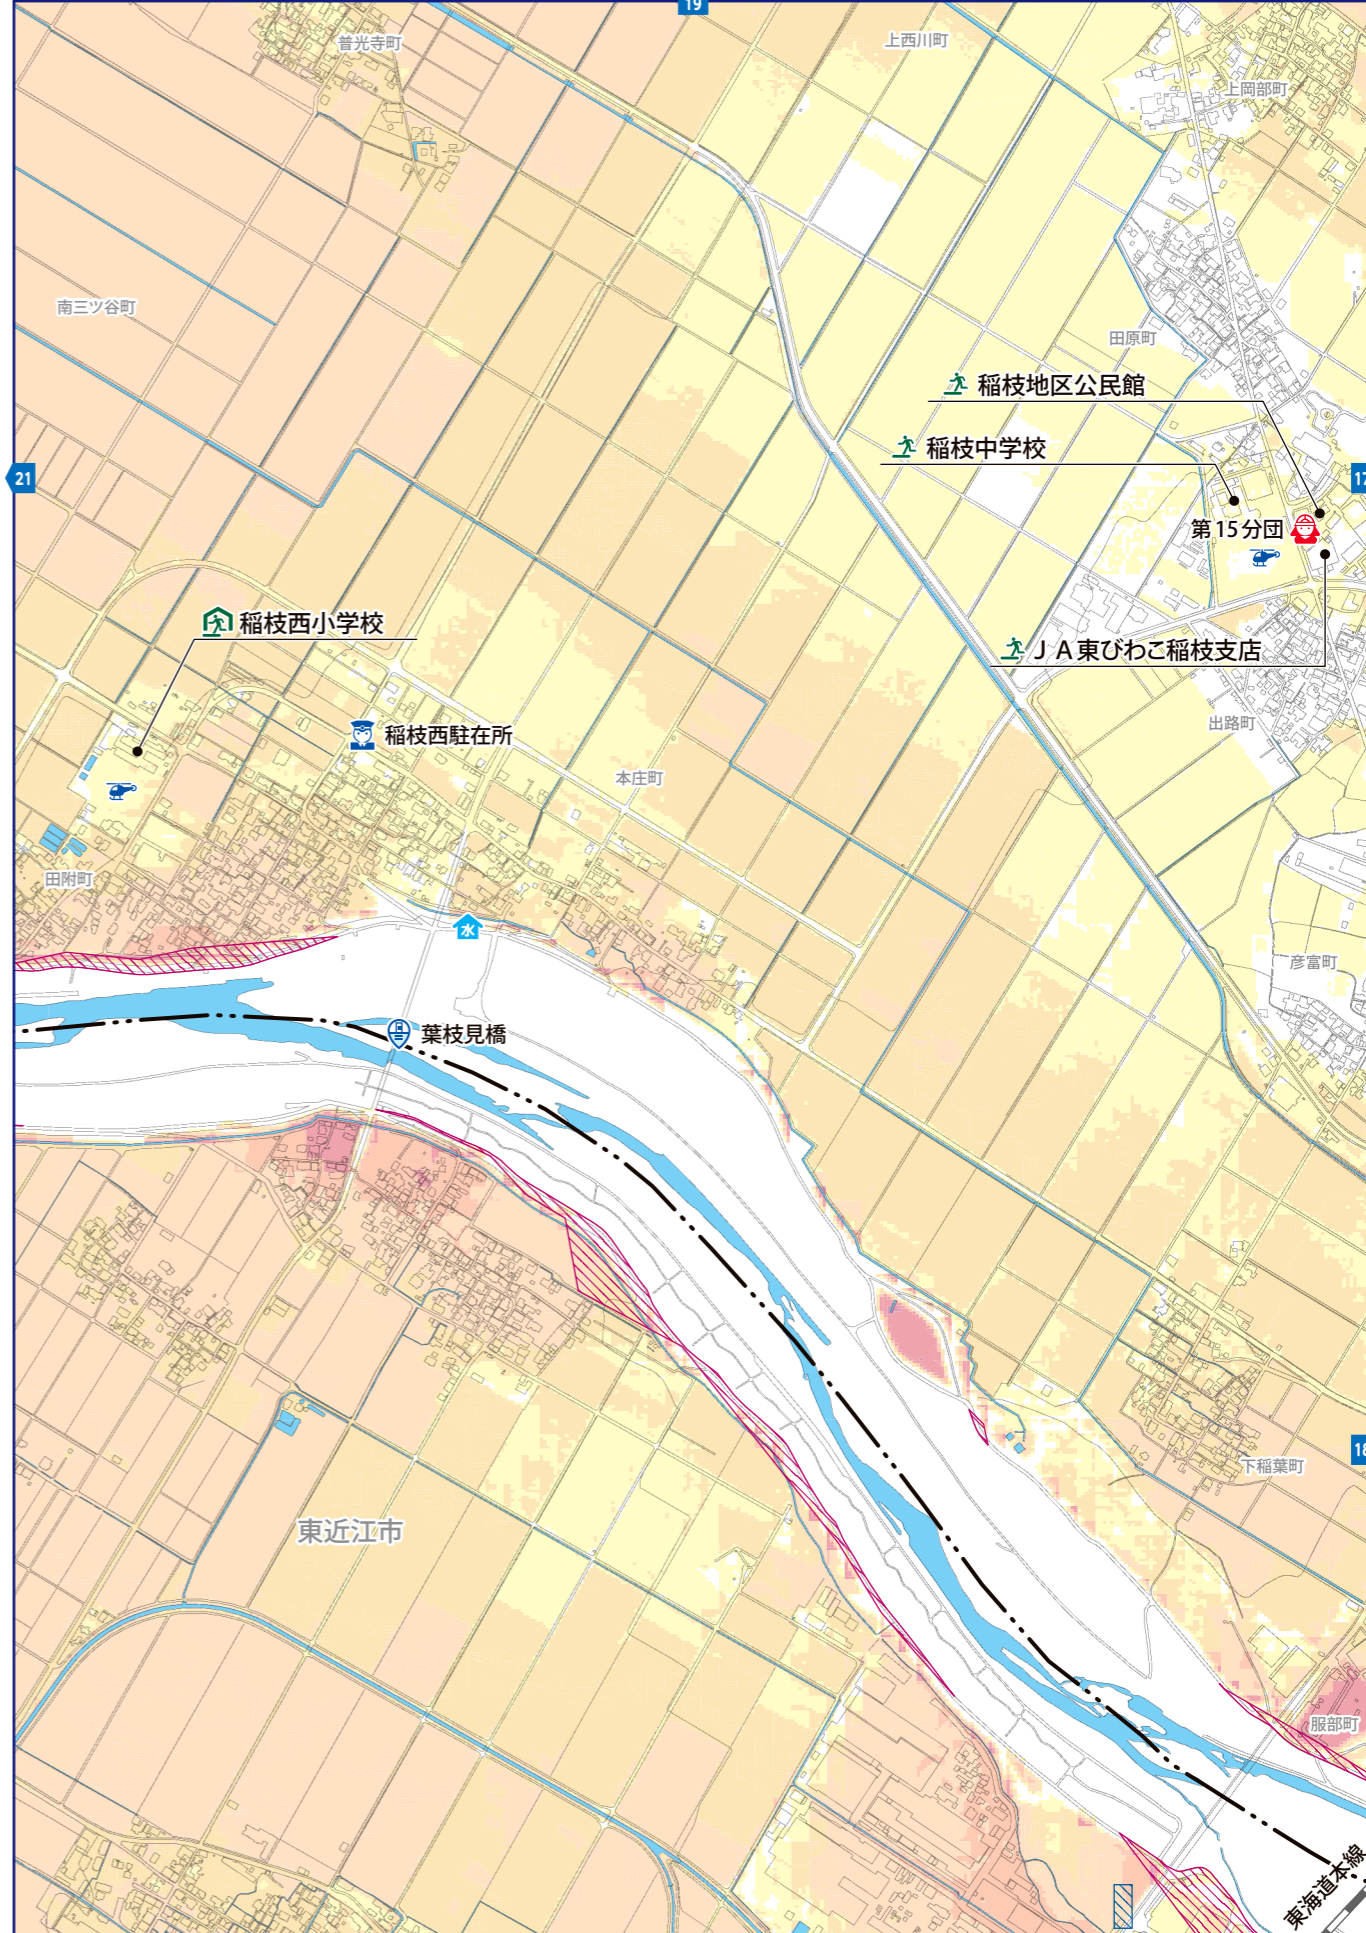 19
普光寺町
上西川町
上岡部町
南三ツ谷町
田原町
稲枝地区公民館
稲枝中学校
21
17
第15分団
稲枝西小学校
JA東びわこ稲枝支店
出路町
稲枝西駐在所
本庄町
田附町
水
彦富町
葉枝見橋
18
下稲葉町
東近江市
服部町
東海道本線